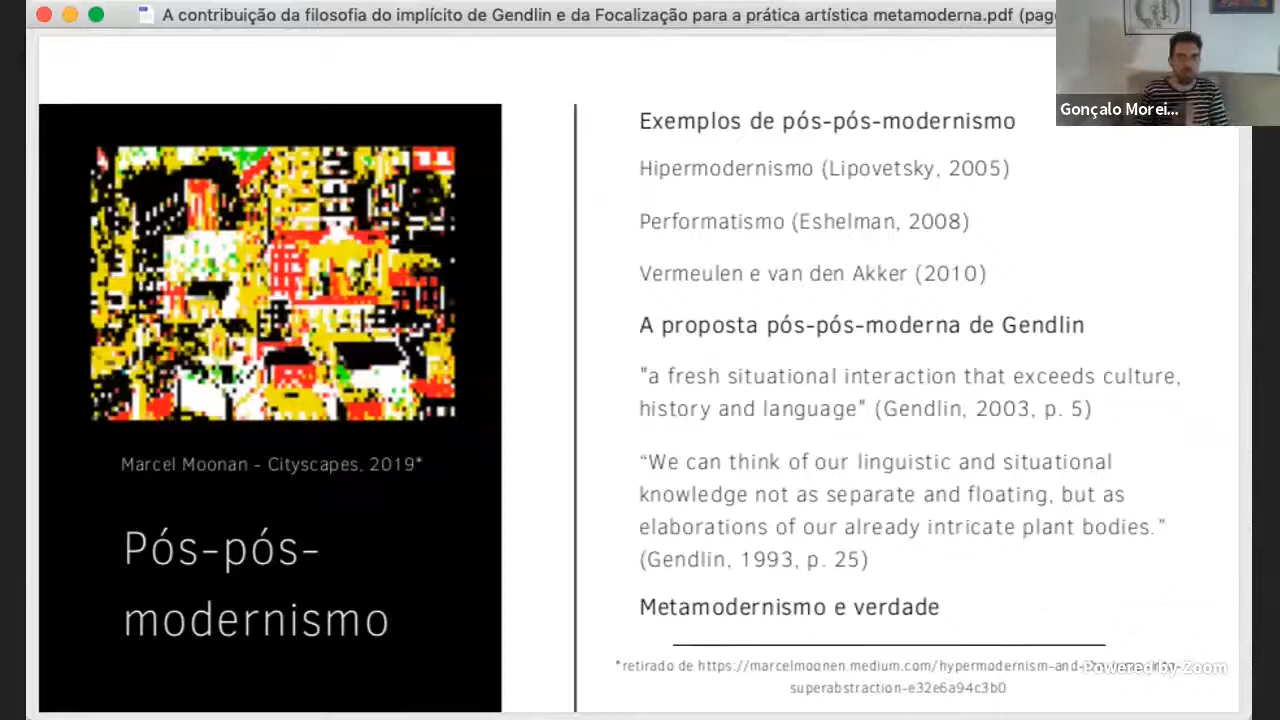 A contribuição da filosofia do implícito de Gendlin e da Focalização para a prática artística metamoderna.pdf (pag
Gonçalo Morei...
Marcel Moonan - Cityscapes, 2019*
Pós-pós-
modernismo
Exemplos de pós-pós-modernismo
Hipermodernismo (Lipovetsky, 2005)
Performatismo (Eshelman, 2008)
Vermeulen e van den Akker (2010)
A proposta pós-pós-moderna de Gendlin
"a fresh situational interaction that exceeds culture,
history and language" (Gendlin, 2003, p. 5)
“We can think of our linguistic and situational
knowledge not as separate and floating, but as
elaborations of our already intricate plant bodies.”
(Gendlin, 1993, p. 25)
Metamodernismo e verdade
*retirado de https://marcelmoonen.medium.com/hypermodernism-and-
superabstraction-e32e6a94c3b0
Powered by Zoom